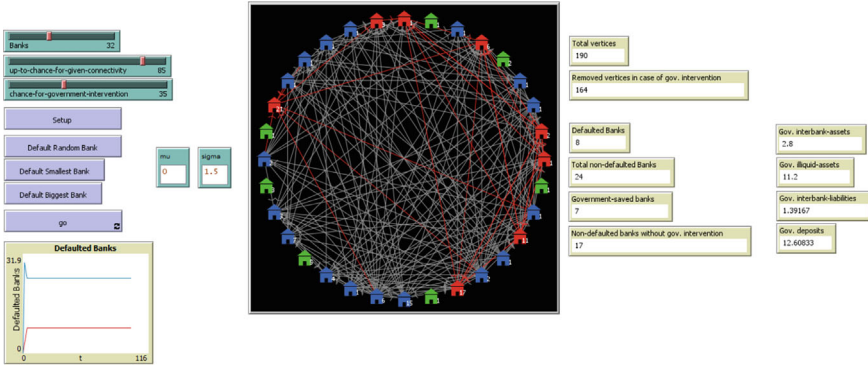 Banks 32
up-to-chance-for-given-connectivity 85
chance-for-government-intervention 35
Setup
Default Random Bank
Default Smallest Bank
Default Biggest Bank
go
mu
0
sigma
1.5
Defaulted Banks
31.9
Defaulted Banks
0
0 t 116
Total vertices
190
Removed vertices in case of gov. intervention
164
Defaulted Banks
8
Total non-defaulted Banks
24
Government-saved banks
7
Non-defaulted banks without gov. intervention
17
Gov. interbank-assets
2.8
Gov. illiquid-assets
11.2
Gov. interbank-liabilities
1.39167
Gov. deposits
12.60833